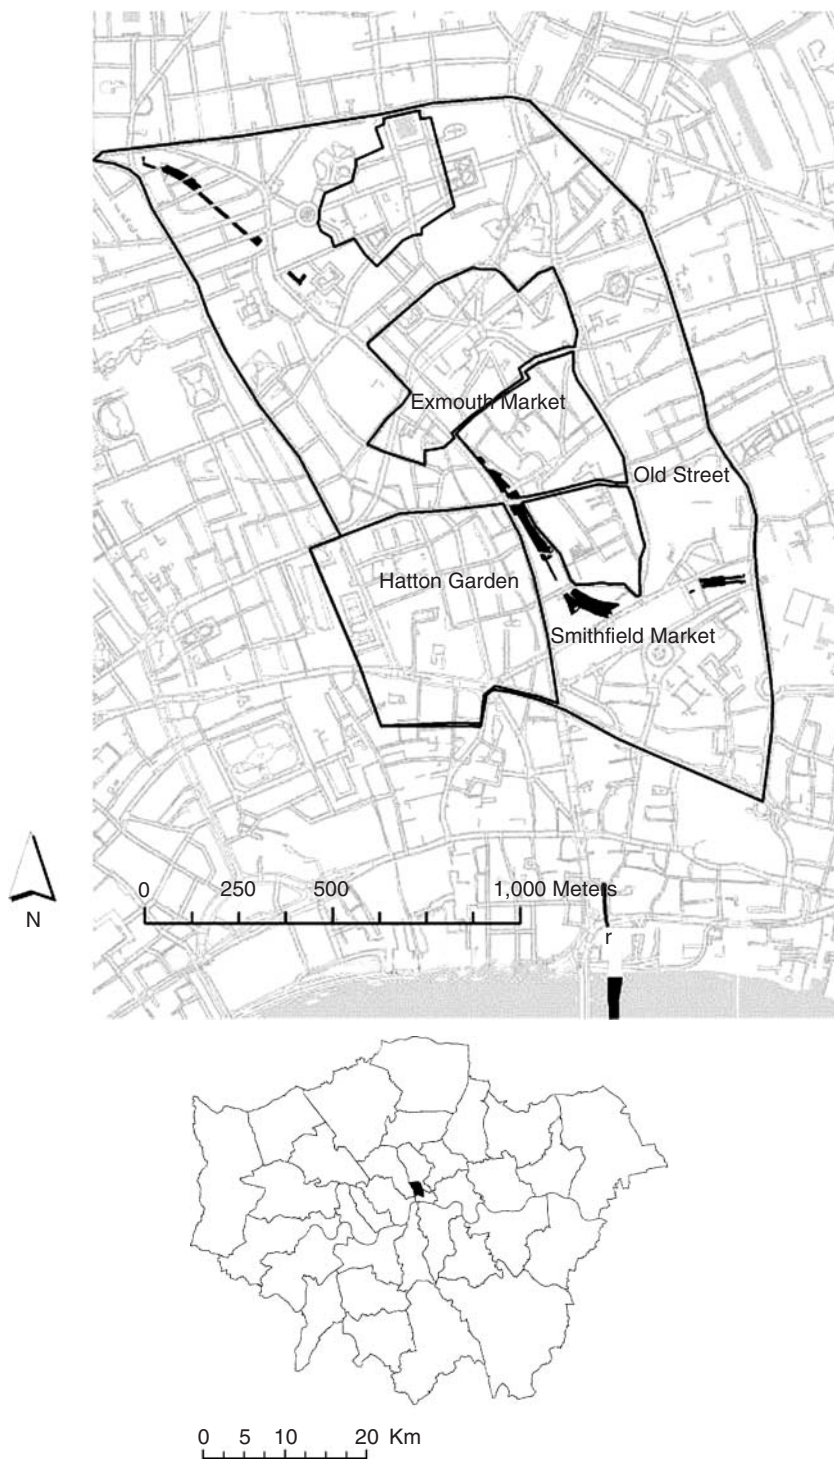 Exmouth Market
Old Street
Hatton Garden
Smithfield Market
0 250 500 1,000 Meters
N
r
0 5 10 20 Km